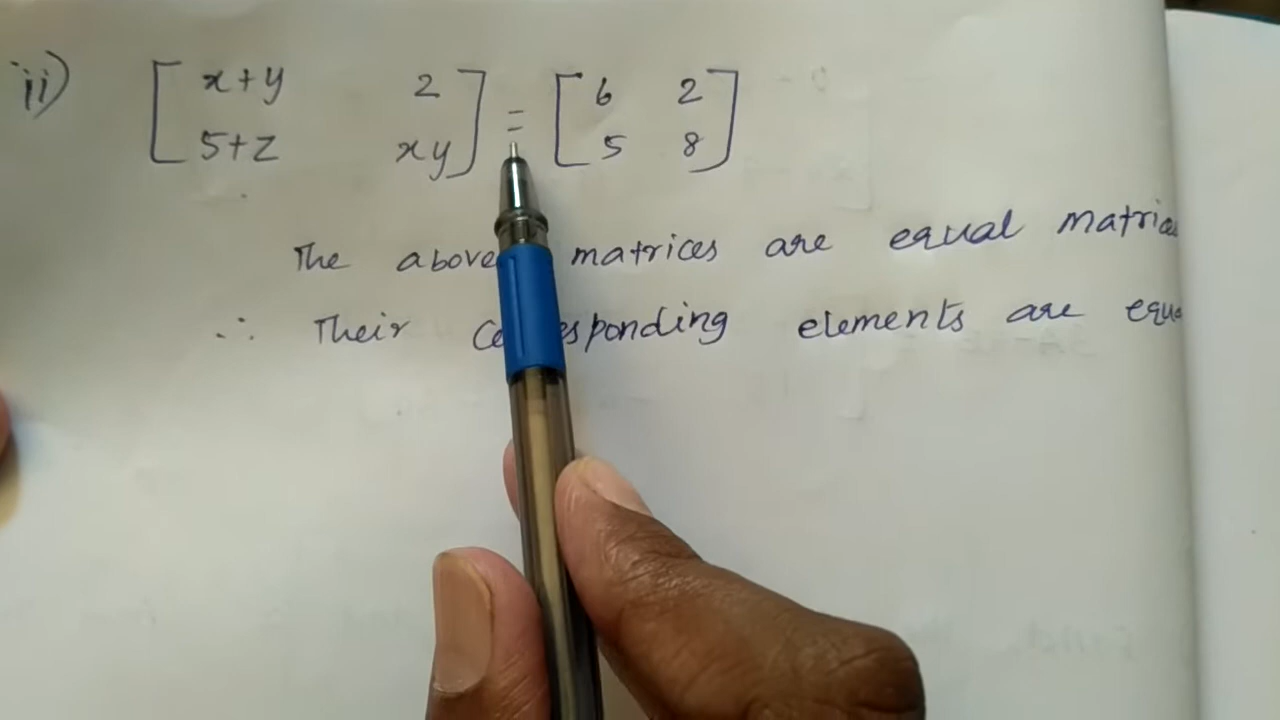 ii) [ x+y 2 ] = [ 6 2 ]
[ 5+z xy ] [ 5 8 ]
The above matrices are equal
∴ Their elements are